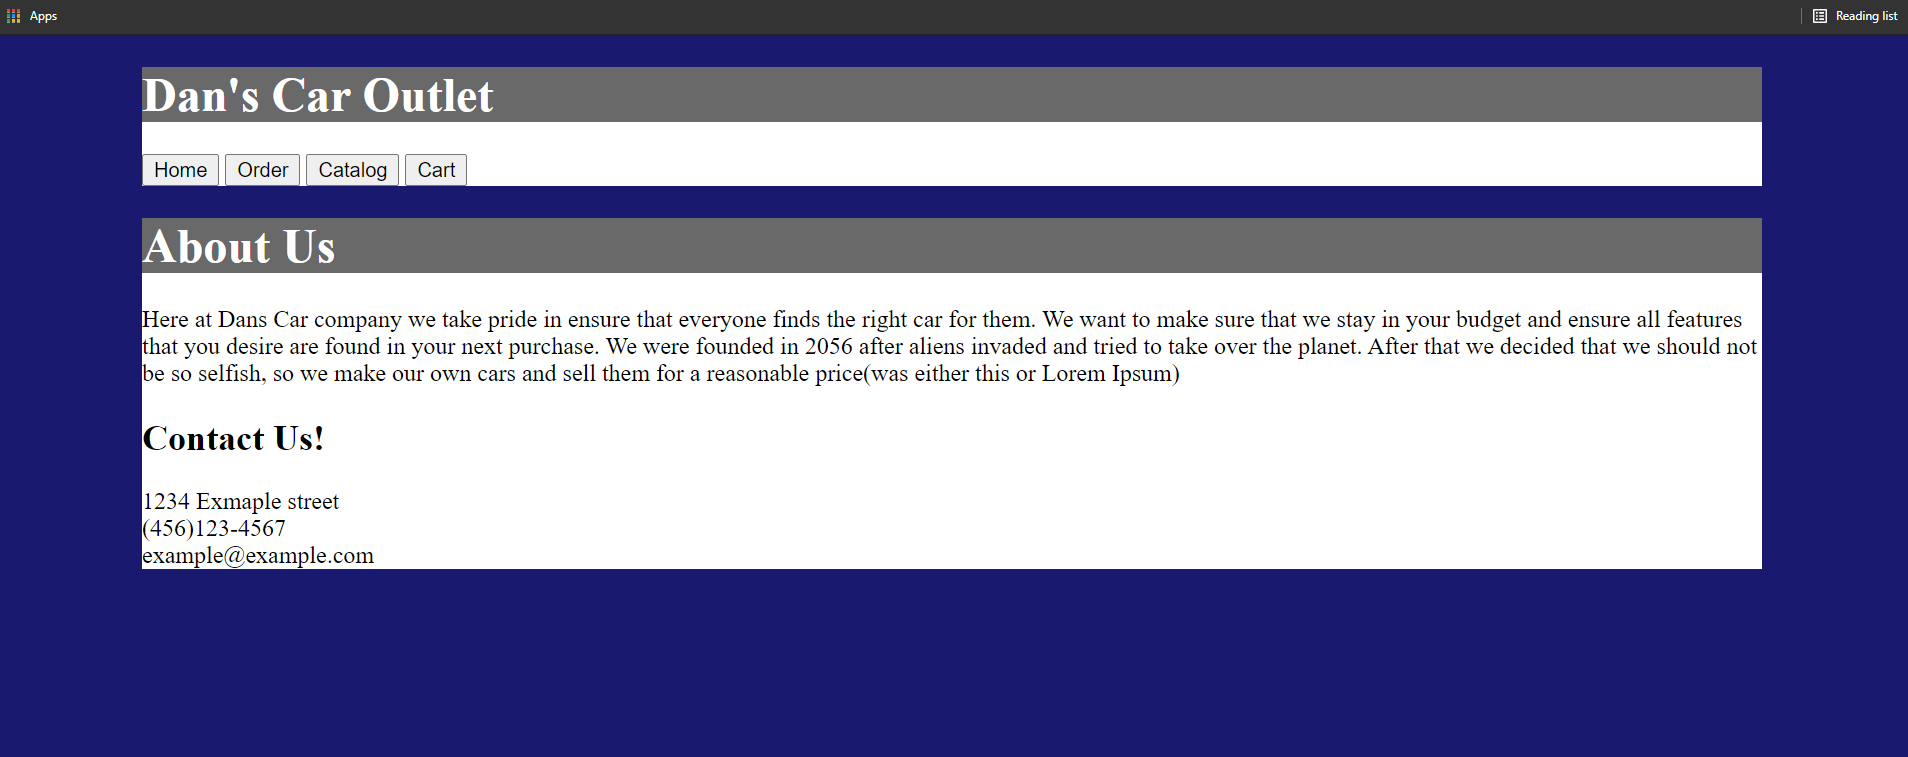 Apps
Reading list
Dan's Car Outlet
Home Order Catalog Cart
About Us
Here at Dans Car company we take pride in ensure that everyone finds the right car for them. We want to make sure that we stay in your budget and ensure all features
that you desire are found in your next purchase. We were founded in 2056 after aliens invaded and tried to take over the planet. After that we decided that we should not
be so selfish, so we make our own cars and sell them for a reasonable price(was either this or Lorem Ipsum)
Contact Us!
1234 Exmaple street
(456)123-4567
example@example.com